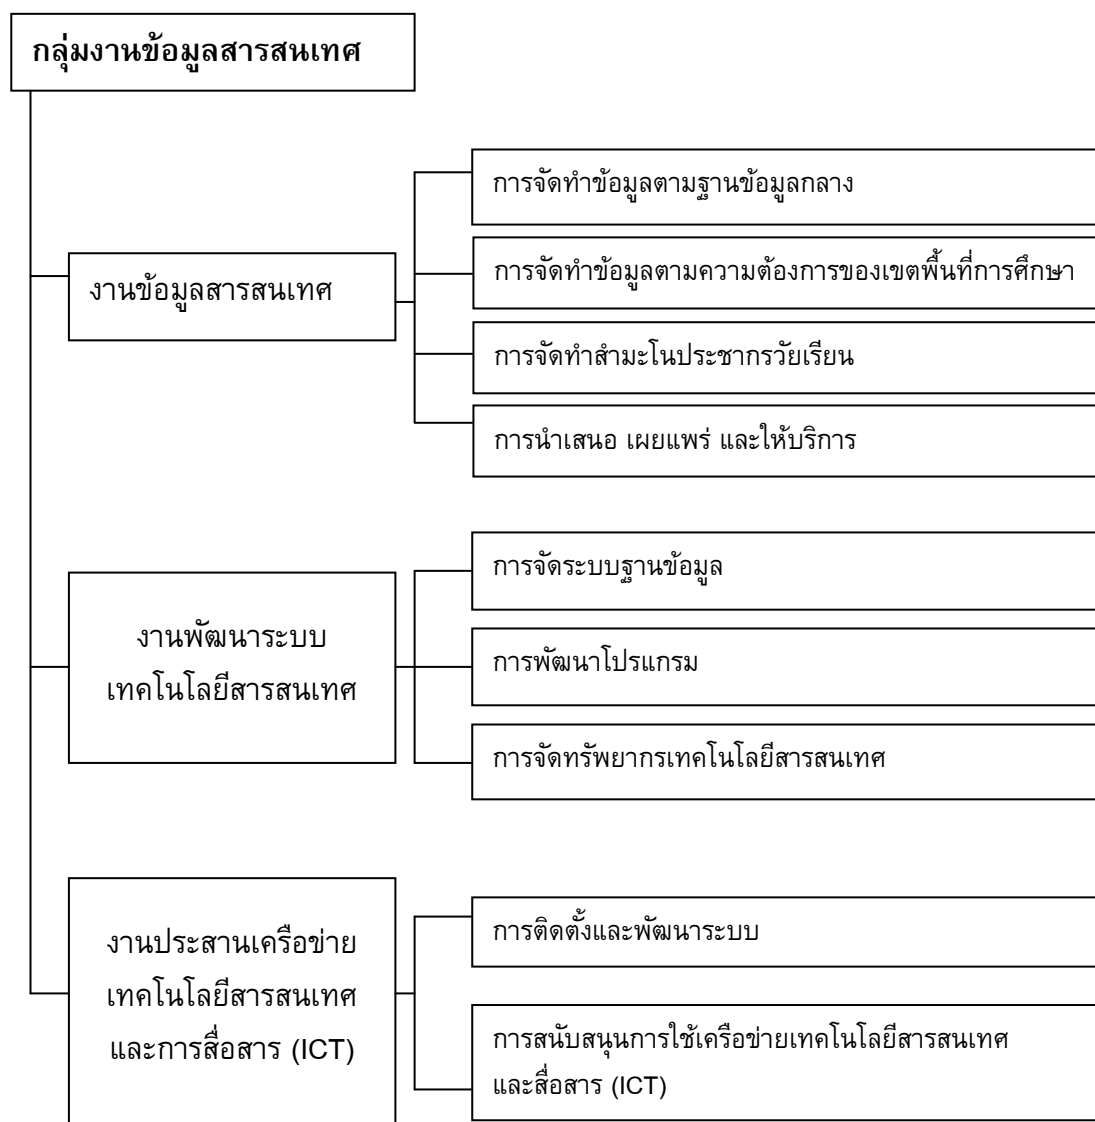 กลุ่มงานข้อมูลสารสนเทศ
งานข้อมูลสารสนเทศ
การจัดทำข้อมูลตามฐานข้อมูลกลาง
การจัดทำข้อมูลตามความต้องการของเขตพื้นที่การศึกษา
การจัดทำสำมะโนประชากรวัยเรียน
การนำเสนอ เผยแพร่ และให้บริการ
งานพัฒนาระบบ
เทคโนโลยีสารสนเทศ
การจัดระบบฐานข้อมูล
การพัฒนาโปรแกรม
การจัดทรัพยากรเทคโนโลยีสารสนเทศ
งานประสานเครือข่าย
เทคโนโลยีสารสนเทศ
และการสื่อสาร (ICT)
การติดตั้งและพัฒนาระบบ
การสนับสนุนการใช้เครือข่ายเทคโนโลยีสารสนเทศ
และสื่อสาร (ICT)